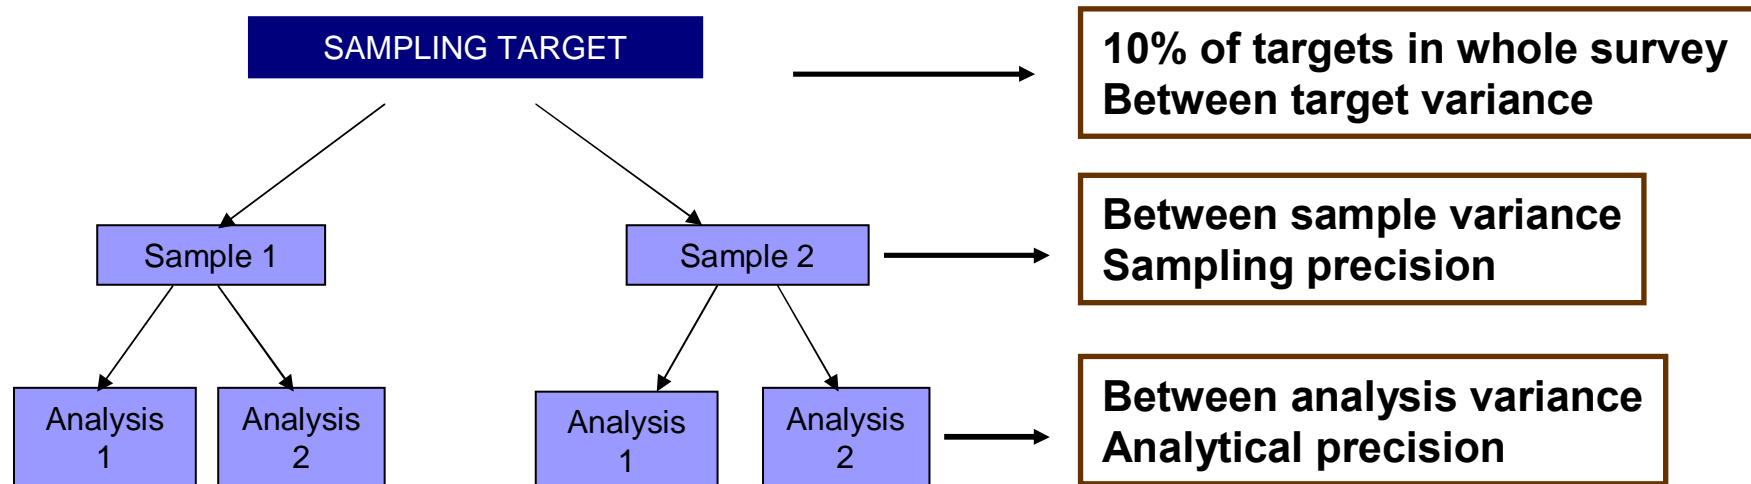 SAMPLING TARGET
10% of targets in whole survey
Between target variance
Sample 1
Sample 2
Between sample variance
Sampling precision
Analysis
1
Analysis
2
Analysis
1
Analysis
2
Between analysis variance
Analytical precision